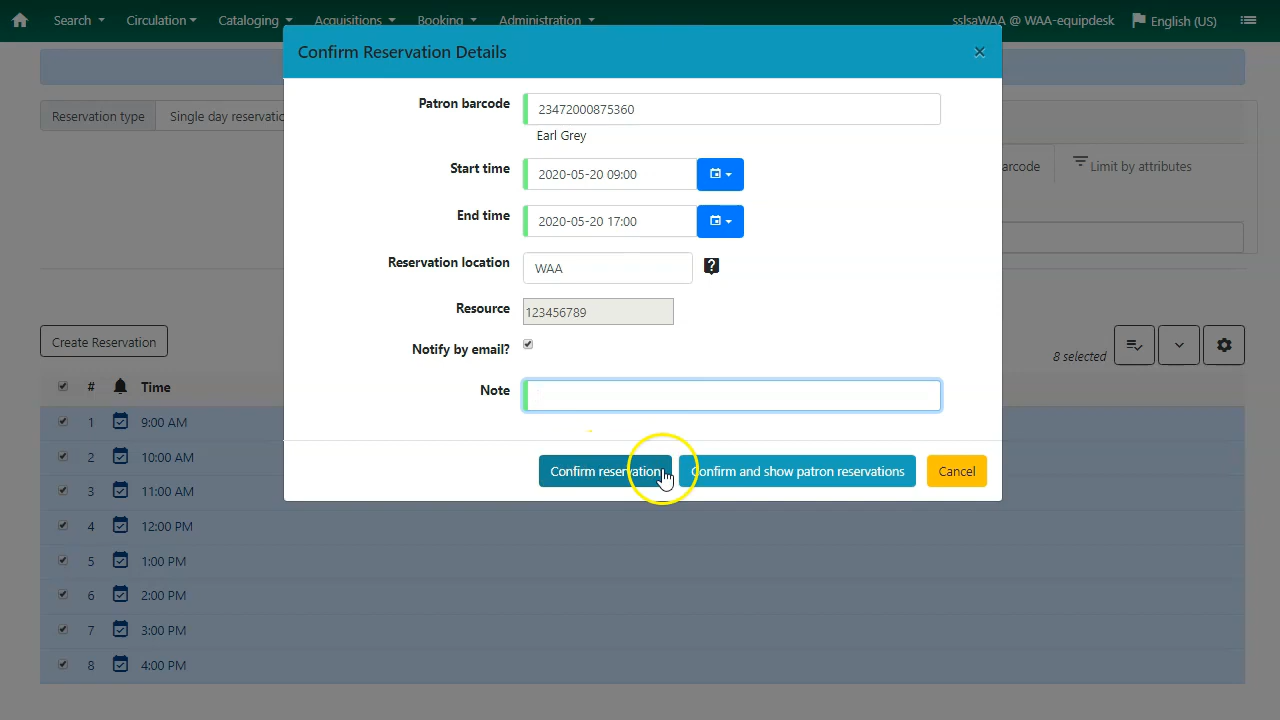 Search Circulation Cataloging Acquisitions Booking Administration sslsaWAA @ WAA-equipdesk English (US)
Confirm Reservation Details ×
Reservation type Single day reservatio
Patron barcode 23472000875360
Earl Grey
arcode Limit by attributes
Start time 2020-05-20 09:00
End time 2020-05-20 17:00
Reservation location WAA ?
Resource 123456789
Notify by email?
Note
Create Reservation 8 selected
# Time
1 9:00 AM
2 10:00 AM
3 11:00 AM
4 12:00 PM
5 1:00 PM
6 2:00 PM
7 3:00 PM
8 4:00 PM
Confirm reservation Confirm and show patron reservations Cancel